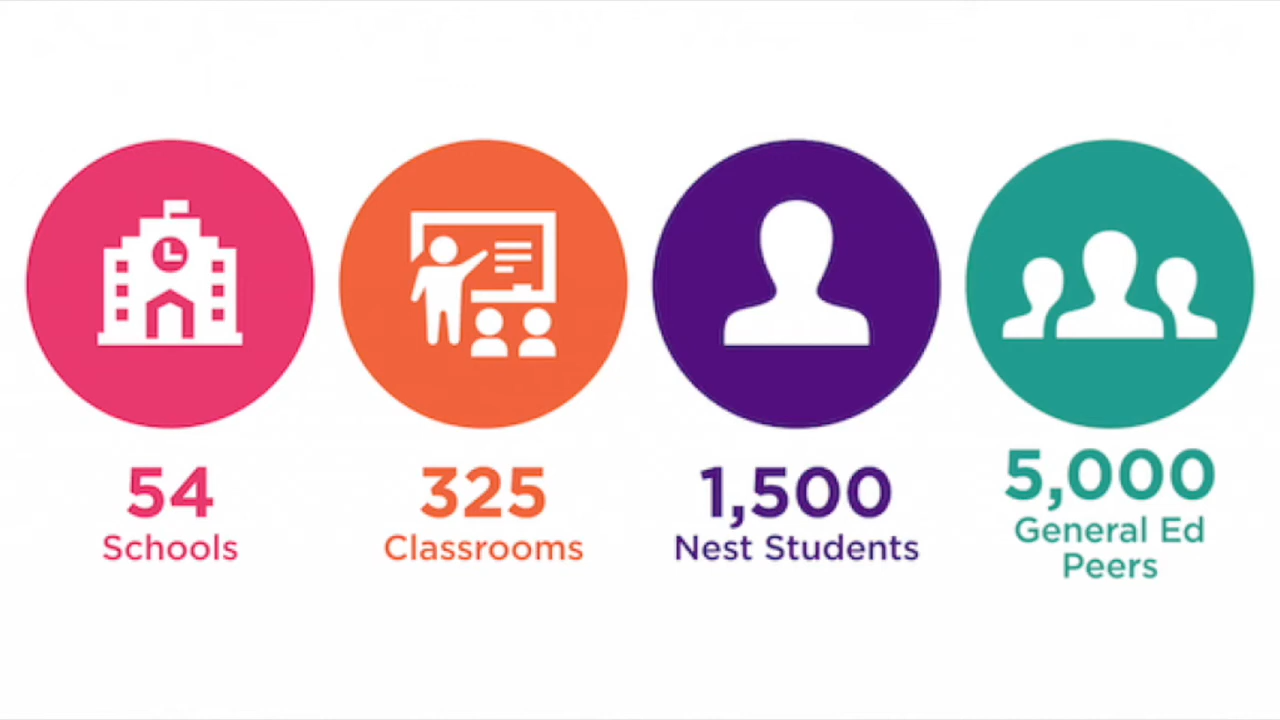 54
Schools
325
Classrooms
1,500
Nest Students
5,000
General Ed
Peers